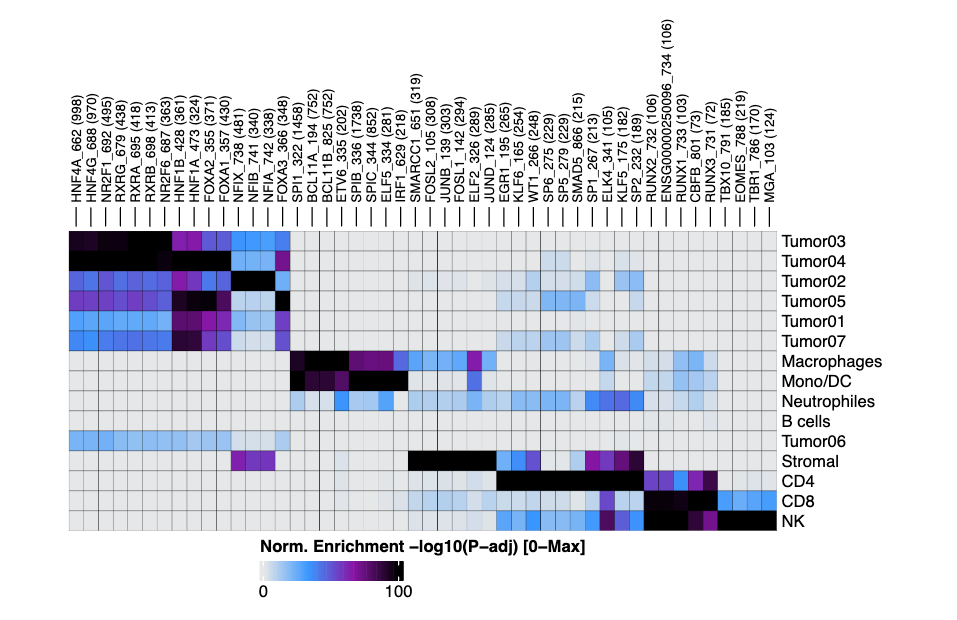 HNF4A_662 (998)
HNF4G_688 (970)
NR2F1_692 (495)
RXRG_679 (438)
RXRA_695 (418)
RXRB_698 (413)
NR2F6_687 (363)
HNF1B_428 (361)
HNF1A_473 (324)
FOXA2_355 (371)
FOXA1_357 (430)
NFIX_738 (481)
NFIB_741 (340)
NFIA_742 (338)
FOXA3_366 (348)
SPI1_322 (1458)
BCL11A_194 (752)
BCL11B_825 (752)
ETV6_335 (202)
SPIB_336 (1738)
SPIC_344 (852)
ELF5_334 (281)
IRF1_629 (218)
SMARCC1_651 (319)
FOSL2_105 (308)
JUNB_139 (303)
FOSL1_142 (294)
ELF2_326 (289)
JUND_124 (285)
EGR1_195 (265)
KLF6_165 (254)
WT1_266 (248)
SP6_275 (229)
SP5_279 (229)
SMAD5_866 (215)
SP1_267 (213)
ELK4_341 (105)
KLF5_175 (182)
SP2_232 (189)
RUNX2_732 (106)
ENSG00000250096_734 (106)
RUNX1_733 (103)
CBFB_801 (73)
RUNX3_731 (72)
TBX10_791 (185)
EOMES_788 (219)
TBR1_786 (170)
MGA_103 (124)
Tumor03
Tumor04
Tumor02
Tumor05
Tumor01
Tumor07
Macrophages
Mono/DC
Neutrophiles
B cells
Tumor06
Stromal
CD4
CD8
NK
Norm. Enrichment −log10(P−adj) [0−Max]
0 100